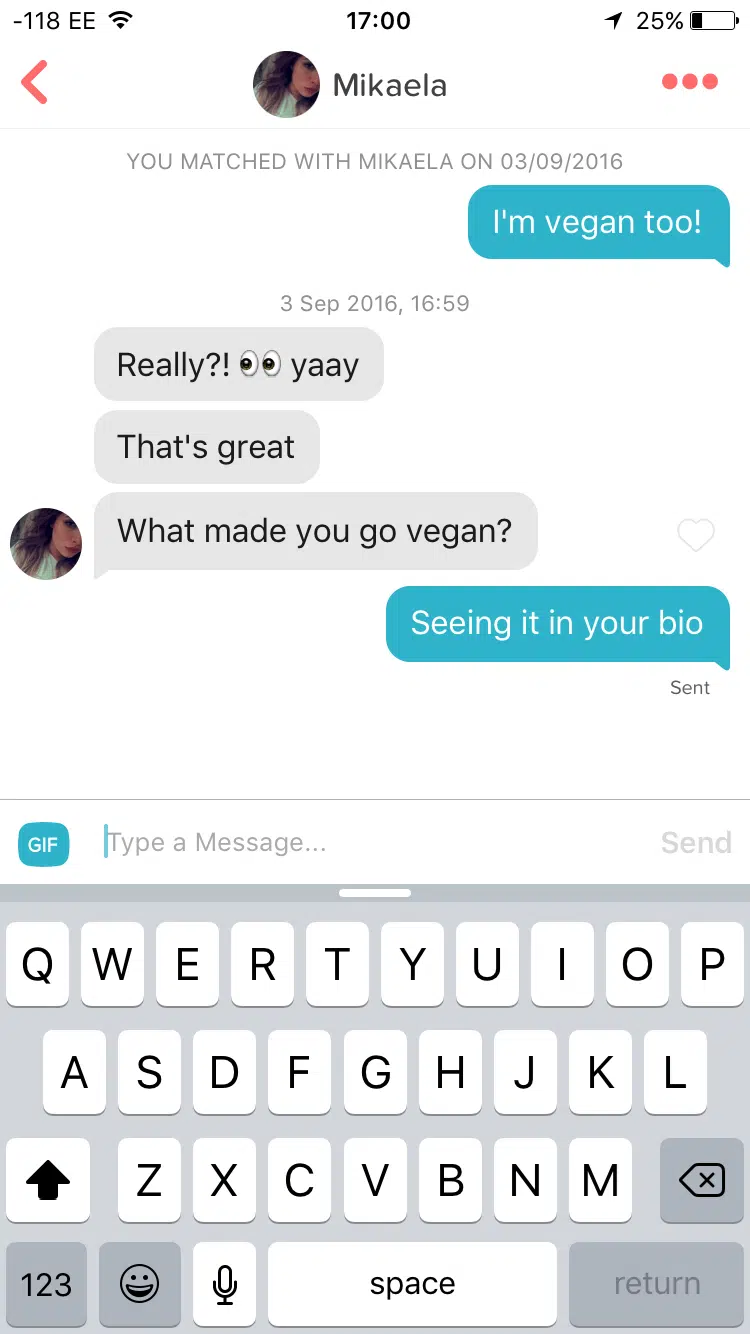 -118 EE 17:00 25%
Mikaela
YOU MATCHED WITH MIKAELA ON 03/09/2016
I'm vegan too!
3 Sep 2016, 16:59
Really?! 👀 yaay
That's great
What made you go vegan?
Seeing it in your bio
Sent
GIF Type a Message... Send
Q W E R T Y U I O P
A S D F G H J K L
Z X C V B N M
123 space return